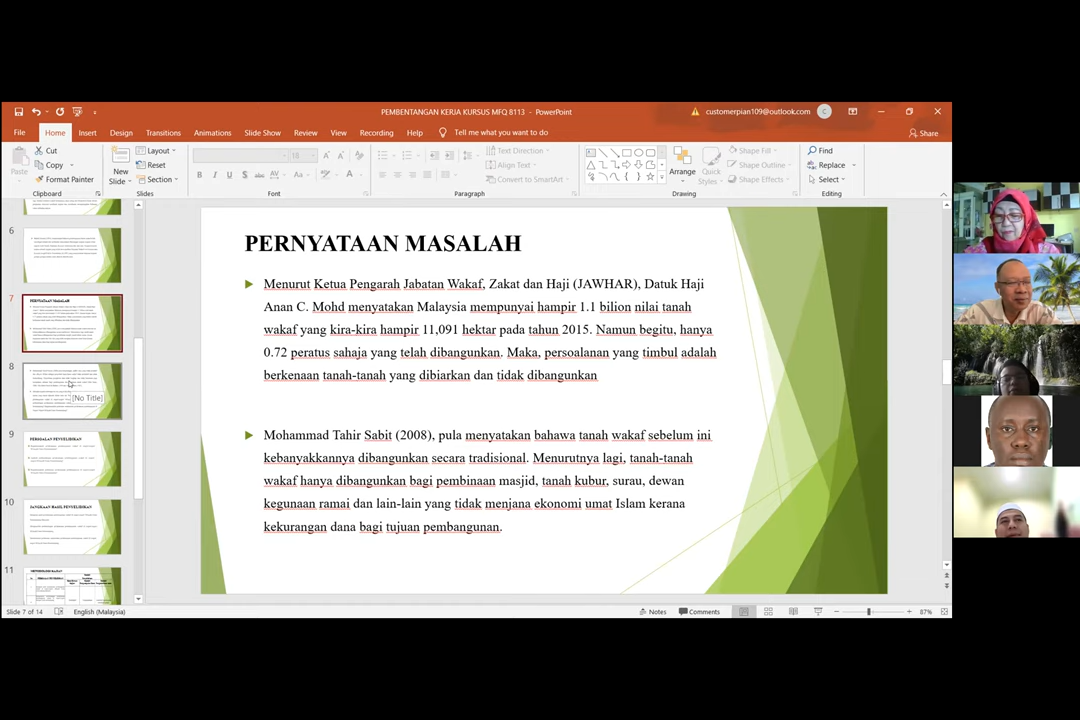 PEMBENTANGAN KERJA KURSUS MFQ 8113 - PowerPoint
customerpian109@outlook.com
C
File Home Insert Design Transitions Animations Slide Show Review View Recording Help Tell me what you want to do
Share
Paste
Cut
Copy
Format Painter
Clipboard
New
Slide
Layout
Reset
Section
Slides
18
Font
Text Direction
Align Text
Convert to SmartArt
Paragraph
Arrange
Quick
Styles
Shape Fill
Shape Outline
Shape Effects
Drawing
Find
Replace
Select
Editing
6
7
PERNYATAAN MASALAH
8
[No Title]
9
PERSOALAN PENYELIDIKAN
10
JANGKAAN HASIL PENYELIDIKAN
11
PERNYATAAN MASALAH
Menurut Ketua Pengarah Jabatan Wakaf, Zakat dan Haji (JAWHAR), Datuk Haji
Anan C. Mohd menyatakan Malaysia mempunyai hampir 1.1 bilion nilai tanah
wakaf yang kira-kira hampir 11,091 hektar pada tahun 2015. Namun begitu, hanya
0.72 peratus sahaja yang telah dibangunkan. Maka, persoalanan yang timbul adalah
berkenaan tanah-tanah yang dibiarkan dan tidak dibangunkan
Mohammad Tahir Sabit (2008), pula menyatakan bahawa tanah wakaf sebelum ini
kebanyakkannya dibangunkan secara tradisional. Menurutnya lagi, tanah-tanah
wakaf hanya dibangunkan bagi pembinaan masjid, tanah kubur, surau, dewan
kegunaan ramai dan lain-lain yang tidak menjana ekonomi umat Islam kerana
kekurangan dana bagi tujuan pembangunan.
Slide 7 of 14
English (Malaysia)
Notes
Comments
87%